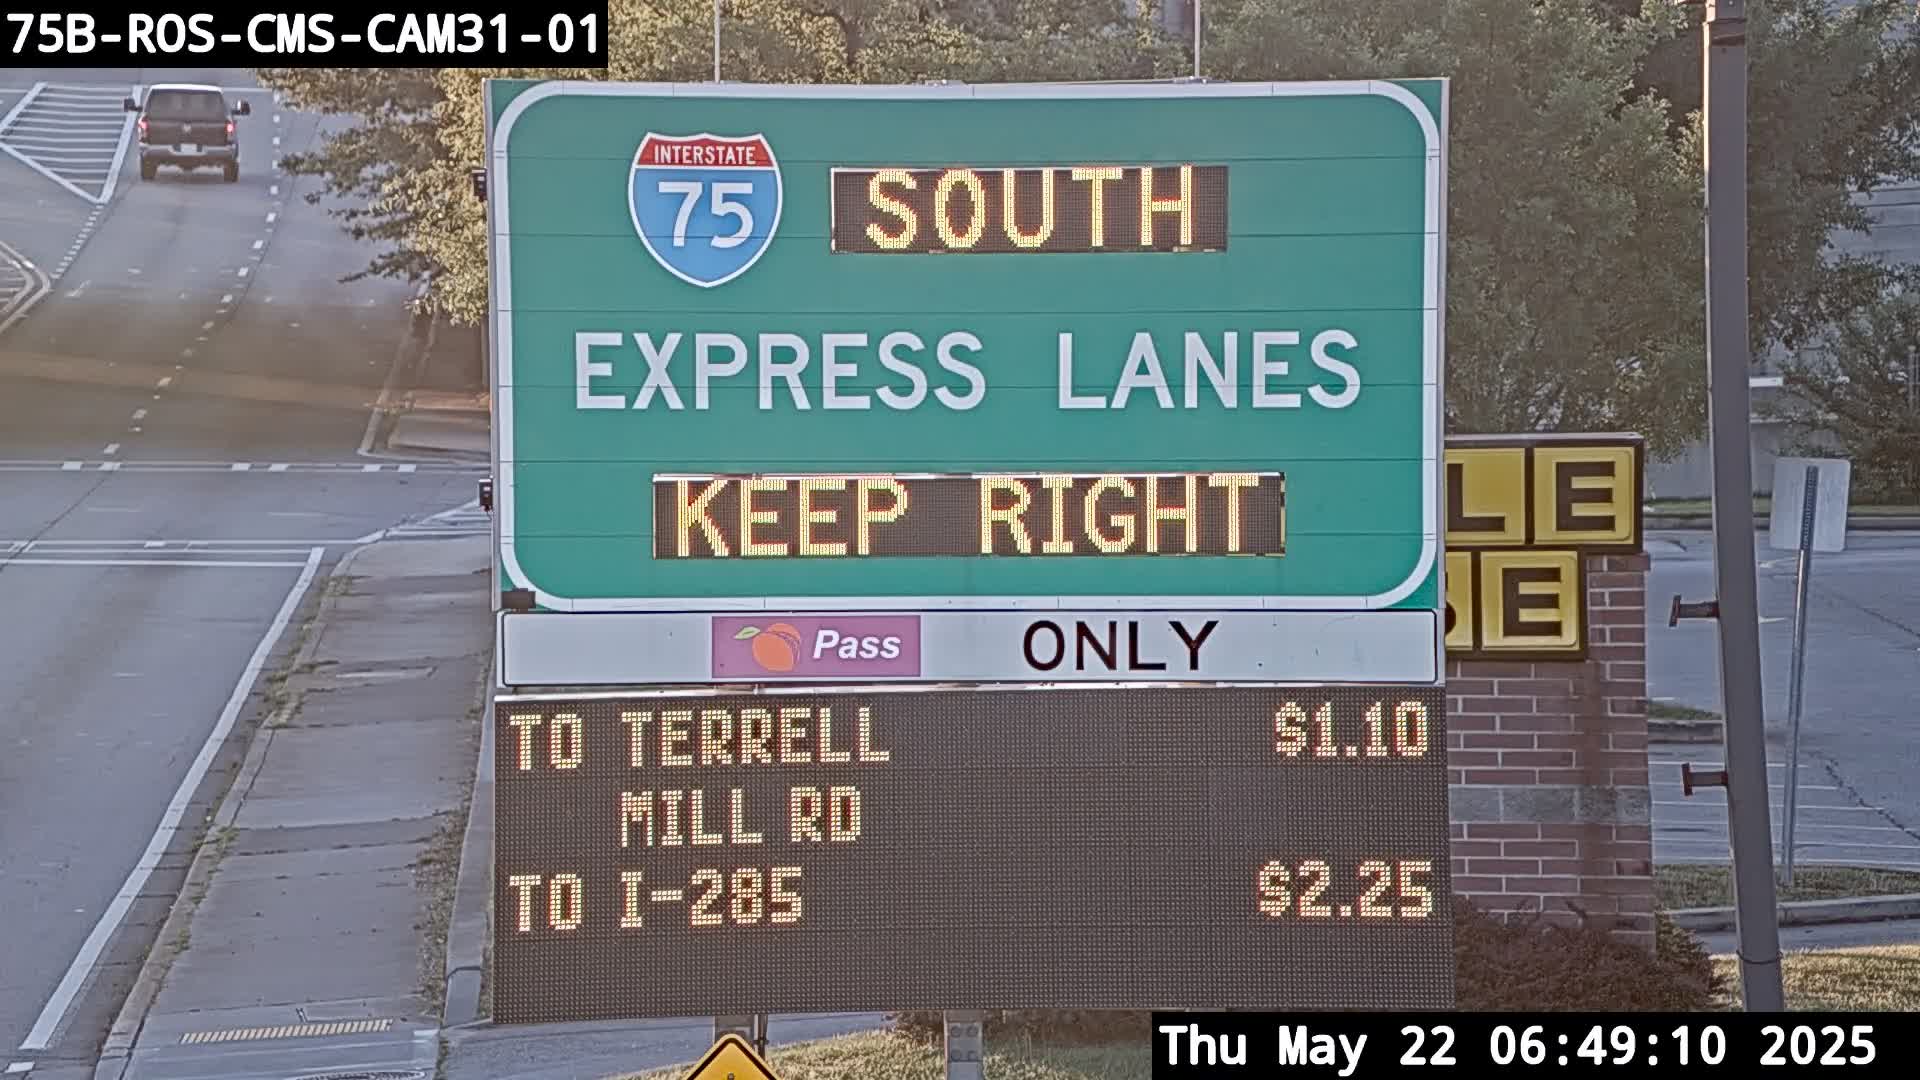 75B-ROS-CMS-CAM31-01
INTERSTATE
75
SOUTH
EXPRESS LANES
KEEP RIGHT
Pass ONLY
TO TERRELL $1.10
MILL RD
TO I-285 $2.25
LE
E
Thu May 22 06:49:10 2025